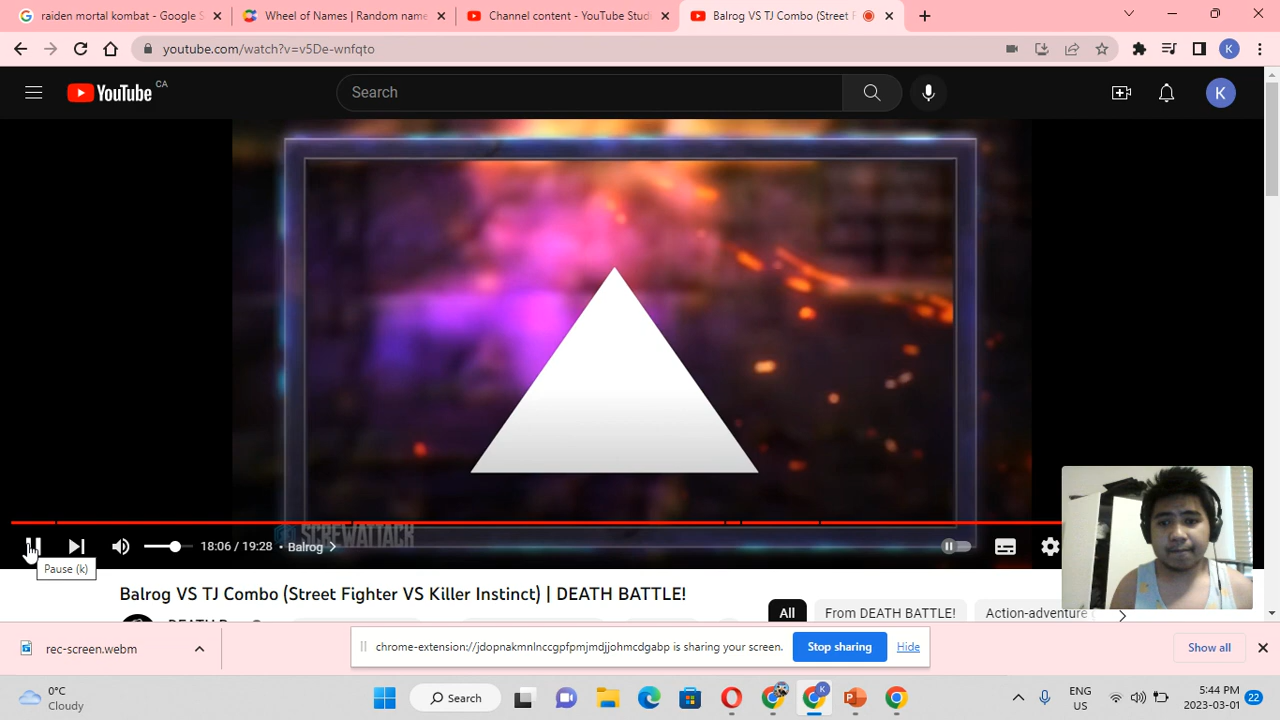 raiden mortal kombat - Google S
Wheel of Names | Random name
Channel content - YouTube Studi
Balrog VS TJ Combo (Street F
youtube.com/watch?v=v5De-wnfqto
K
YouTube CA
Search
K
SCREWATTACK
18:06 / 19:28 • Balrog
Pause (k)
Balrog VS TJ Combo (Street Fighter VS Killer Instinct) | DEATH BATTLE!
All
From DEATH BATTLE!
Action-adventure
rec-screen.webm
chrome-extension://jdopnakmnlnccgpfpmjmdjjohmcdgabp is sharing your screen.
Stop sharing
Hide
Show all
0°C
Cloudy
Search
K
ENG
US
5:44 PM
2023-03-01
22